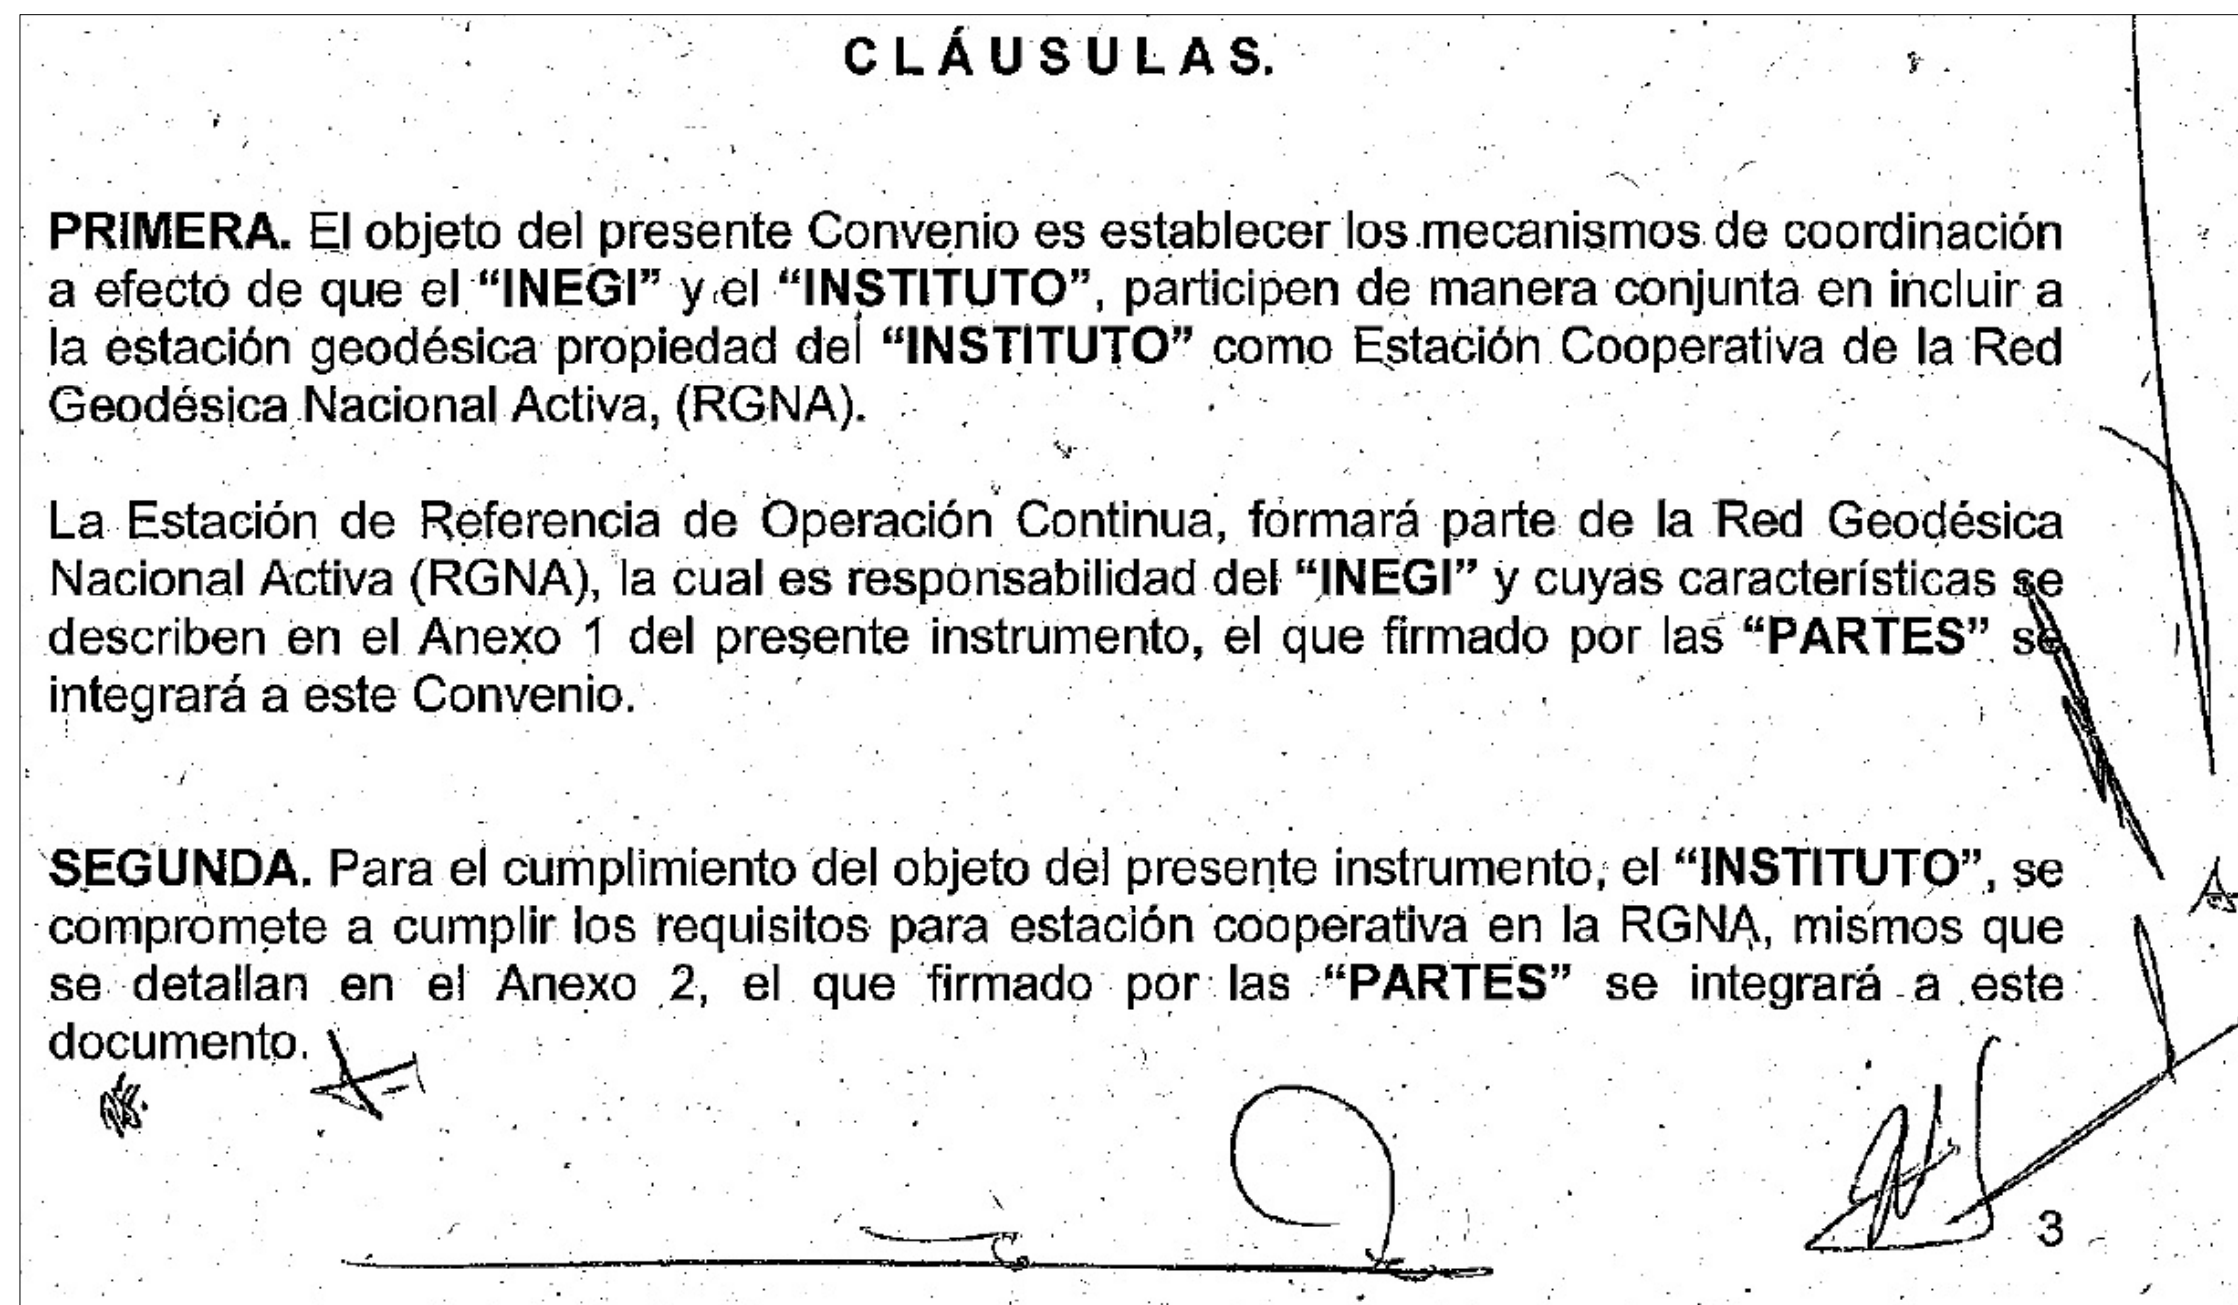 CLÁUSULAS.
PRIMERA. El objeto del presente Convenio es establecer los mecanismos de coordinación
a efecto de que el “INEGI” y el “INSTITUTO”, participen de manera conjunta en incluir a
la estación geodésica propiedad del “INSTITUTO” como Estación Cooperativa de la Red
Geodésica Nacional Activa, (RGNA).
La Estación de Referencia de Operación Continua, formará parte de la Red Geodésica
Nacional Activa (RGNA), la cual es responsabilidad del “INEGI” y cuyas características se
describen en el Anexo 1 del presente instrumento, el que firmado por las “PARTES” se
integrará a este Convenio.
SEGUNDA. Para el cumplimiento del objeto del presente instrumento, el “INSTITUTO”, se
compromete a cumplir los requisitos para estación cooperativa en la RGNA, mismos que
se detallan en el Anexo 2, el que firmado por las “PARTES” se integrará a este
documento.
3